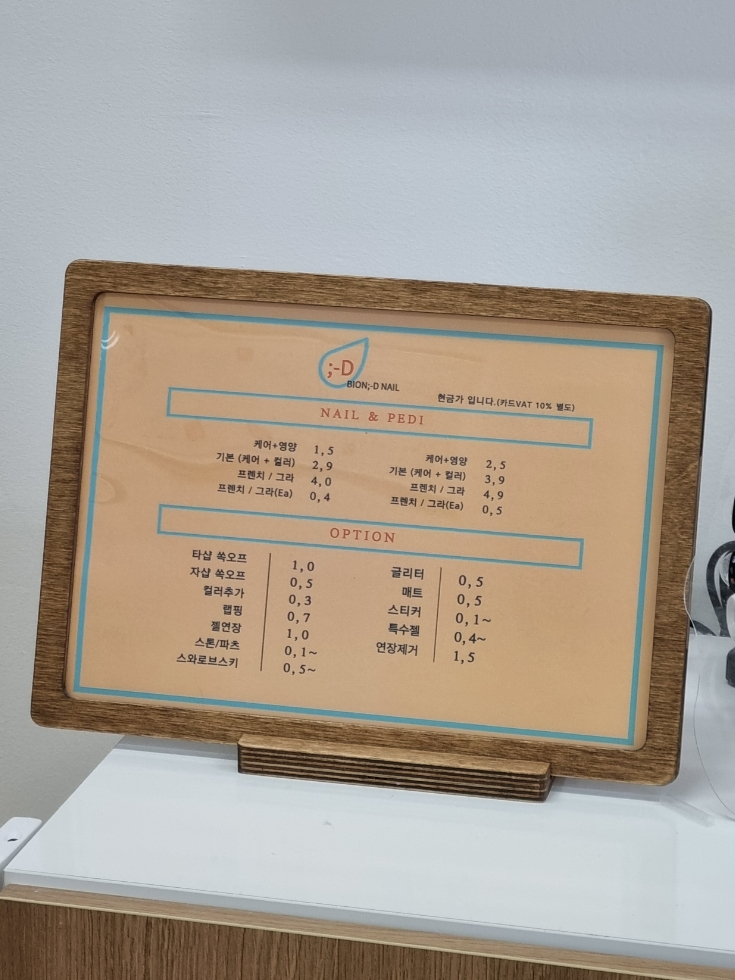 ;-D
BION;-D NAIL
현금가 입니다.(카드VAT 10% 별도)
NAIL & PEDI
케어+영양 1,5
기본 (케어 + 컬러) 2,9
프렌치 / 그라 4,0
프렌치 / 그라(Ea) 0,4
케어+영양 2,5
기본 (케어 + 컬러) 3,9
프렌치 / 그라 4,9
프렌치 / 그라(Ea) 0,5
OPTION
타샵 쏙오프 1,0
자샵 쏙오프 0,5
컬러추가 0,3
랩핑 0,7
젤연장 1,0
스톤/파츠 0,1~
스와로브스키 0,5~
글리터 0,5
매트 0,5
스티커 0,1~
특수젤 0,4~
연장제거 1,5